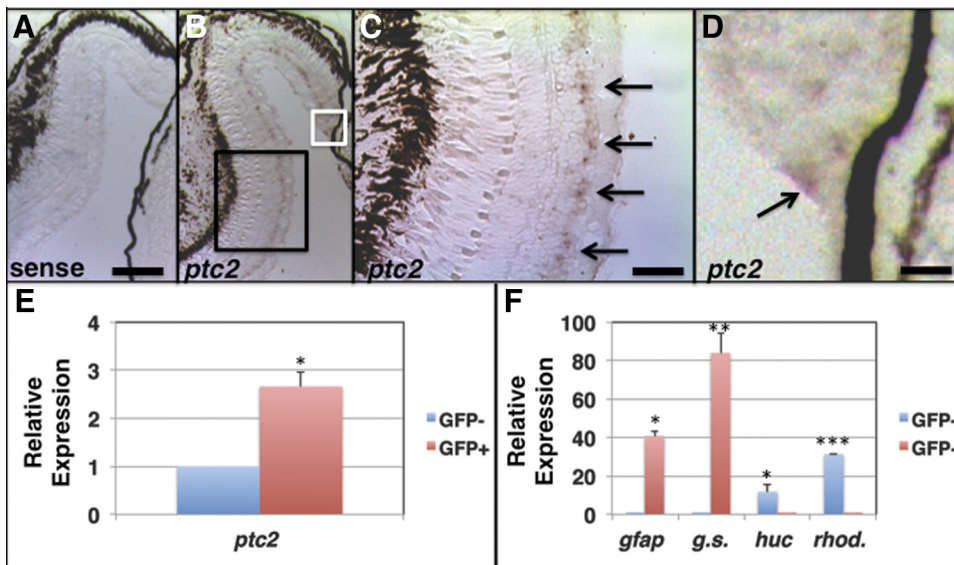 A
B
C
D
sense
ptc2
ptc2
ptc2
E
4
3
2
1
0
Relative
Expression
*
GFP-
GFP+
ptc2
F
100
80
60
40
20
0
Relative
Expression
*
**
*
***
GFP-
GFP-
gfap
g.s.
huc
rhod.